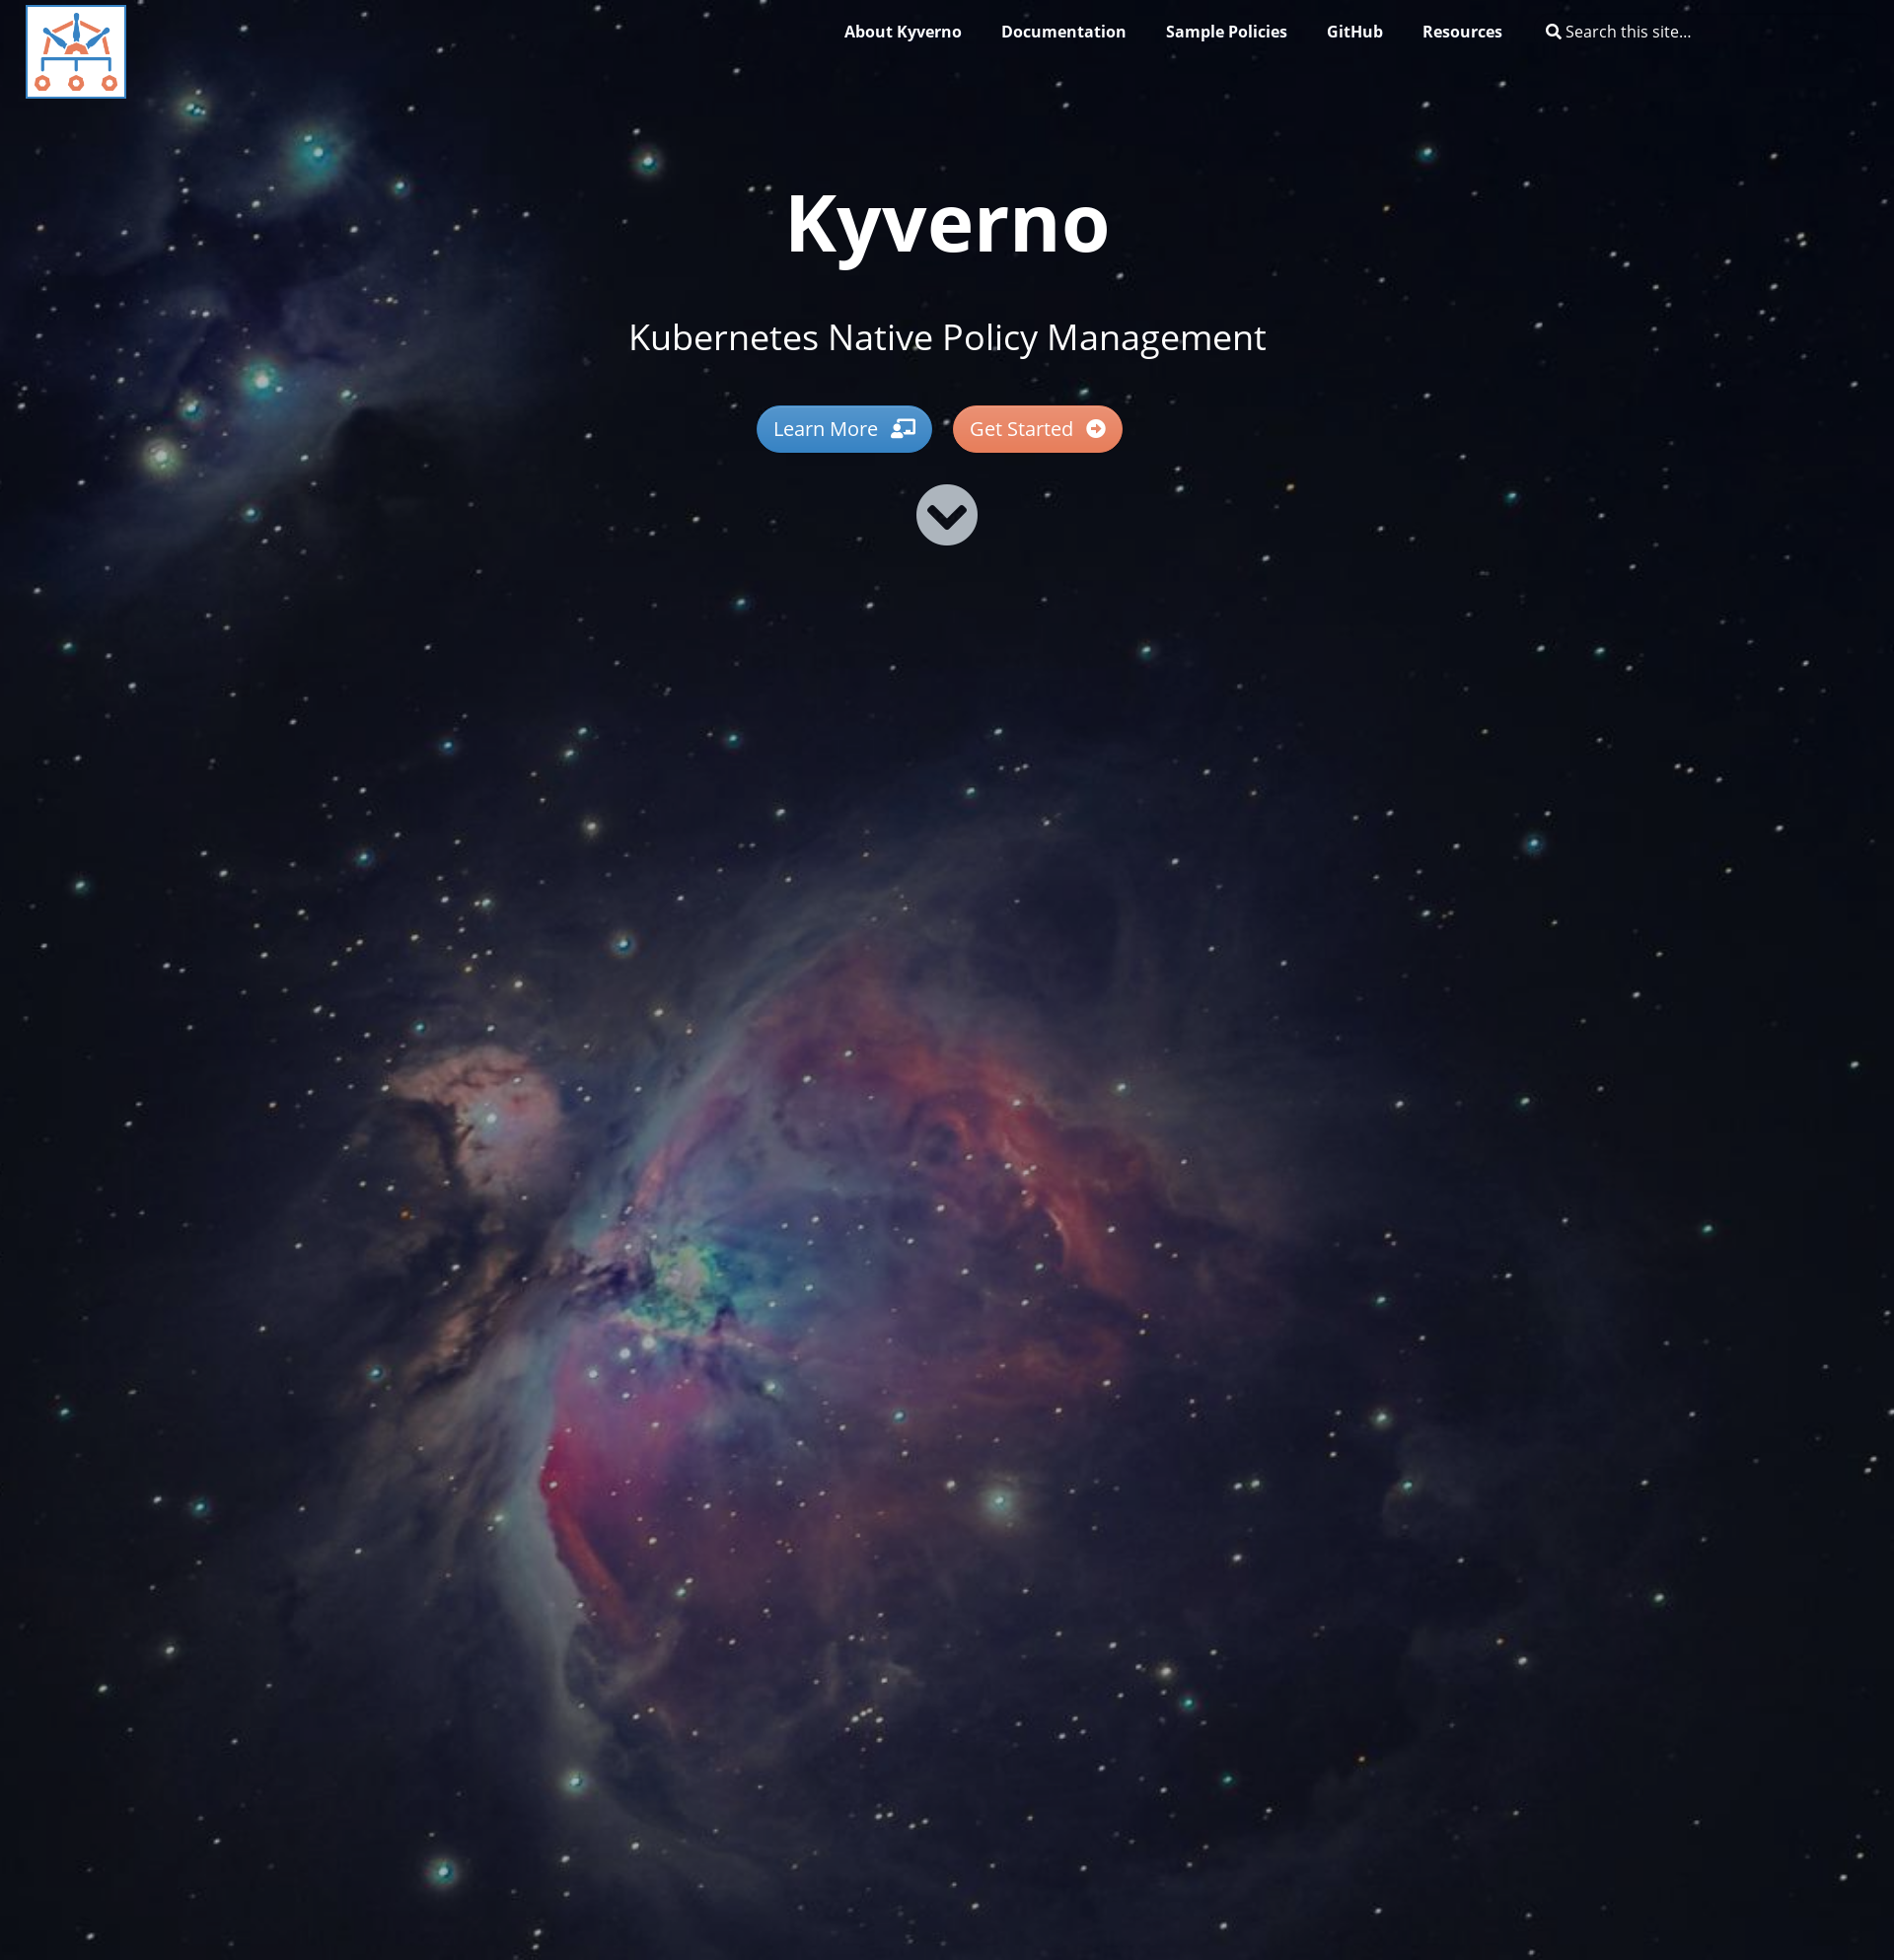 About Kyverno
Documentation
Sample Policies
GitHub
Resources
Search this site…
Kyverno
Kubernetes Native Policy Management
Learn More
Get Started